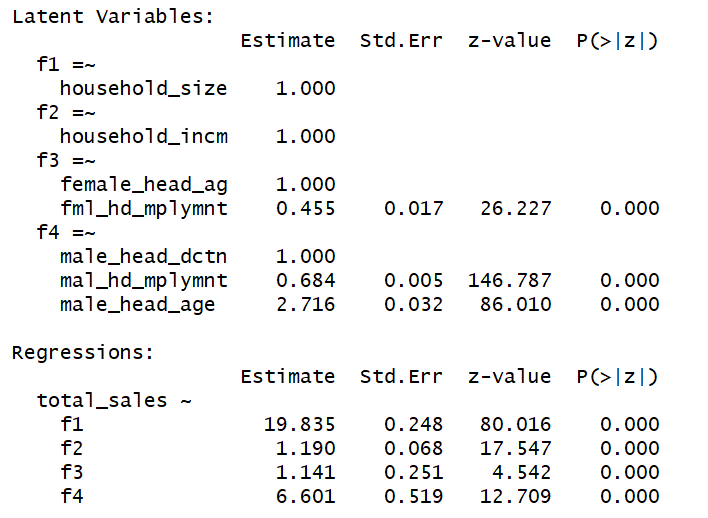 Latent Variables:
Estimate Std.Err z-value P(>|z|)
f1 =~
household_size 1.000
f2 =~
household_incm 1.000
f3 =~
female_head_ag 1.000
fml_hd_mplymnt 0.455 0.017 26.227 0.000
f4 =~
male_head_dctn 1.000
mal_hd_mplymnt 0.684 0.005 146.787 0.000
male_head_age 2.716 0.032 86.010 0.000
Regressions:
Estimate Std.Err z-value P(>|z|)
total_sales ~
f1 19.835 0.248 80.016 0.000
f2 1.190 0.068 17.547 0.000
f3 1.141 0.251 4.542 0.000
f4 6.601 0.519 12.709 0.000